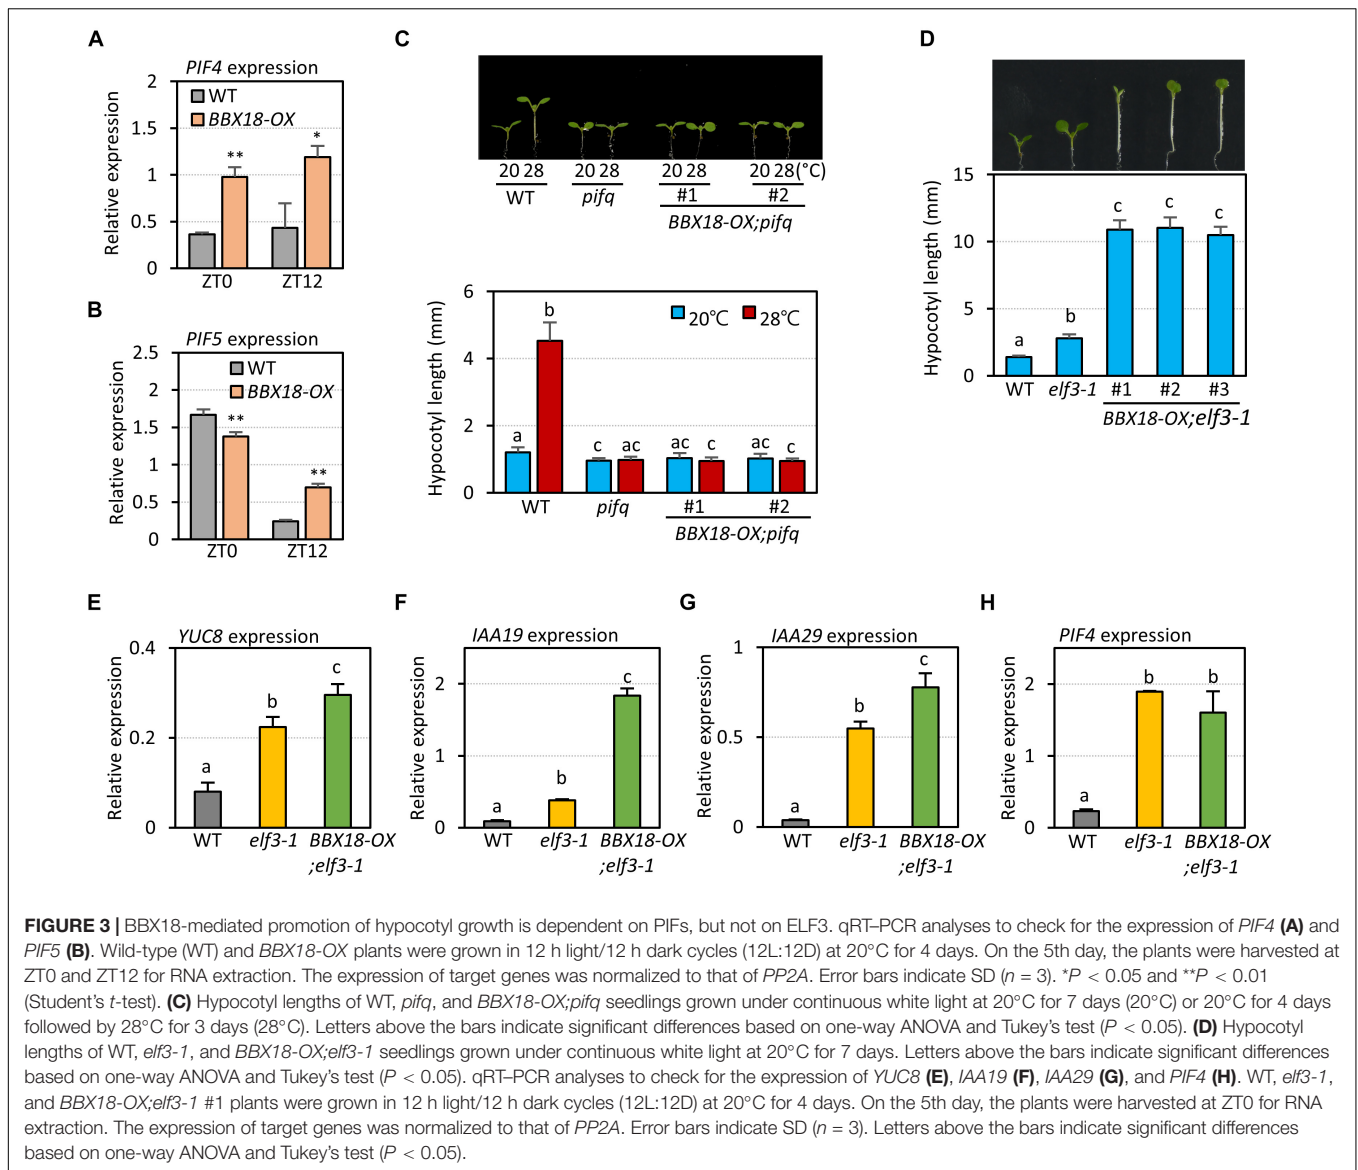 A
PIF4 expression
Relative expression
2
1.5
1
0.5
0
WT
BBX18-OX
**
*
ZT0 ZT12
B
PIF5 expression
Relative expression
2.5
2
1.5
1
0.5
0
WT
BBX18-OX
**
**
ZT0 ZT12
C
20 28 20 28 20 28 20 28 (°C)
WT pifq #1 #2
BBX18-OX;pifq
Hypocotyl length (mm)
6
4
2
0
20℃ 28℃
a b c ac ac c ac c
WT pifq #1 #2
BBX18-OX;pifq
D
Hypocotyl length (mm)
15
10
5
0
a b c c c
WT elf3-1 #1 #2 #3
BBX18-OX;elf3-1
E
YUC8 expression
Relative expression
0.4
0.2
0
a b c
WT elf3-1 BBX18-OX
;elf3-1
F
IAA19 expression
Relative expression
2
1
0
a b c
WT elf3-1 BBX18-OX
;elf3-1
G
IAA29 expression
Relative expression
1
0.5
0
a b c
WT elf3-1 BBX18-OX
;elf3-1
H
PIF4 expression
Relative expression
2
1
0
a b b
WT elf3-1 BBX18-OX
;elf3-1
FIGURE 3 | BBX18-mediated promotion of hypocotyl growth is dependent on PIFs, but not on ELF3. qRT–PCR analyses to check for the expression of PIF4 (A) and
PIF5 (B). Wild-type (WT) and BBX18-OX plants were grown in 12 h light/12 h dark cycles (12L:12D) at 20°C for 4 days. On the 5th day, the plants were harvested at
ZT0 and ZT12 for RNA extraction. The expression of target genes was normalized to that of PP2A. Error bars indicate SD (n = 3). *P < 0.05 and **P < 0.01
(Student's t-test). (C) Hypocotyl lengths of WT, pifq, and BBX18-OX;pifq seedlings grown under continuous white light at 20°C for 7 days (20°C) or 20°C for 4 days
followed by 28°C for 3 days (28°C). Letters above the bars indicate significant differences based on one-way ANOVA and Tukey's test (P < 0.05). (D) Hypocotyl
lengths of WT, elf3-1, and BBX18-OX;elf3-1 seedlings grown under continuous white light at 20°C for 7 days. Letters above the bars indicate significant differences
based on one-way ANOVA and Tukey's test (P < 0.05). qRT–PCR analyses to check for the expression of YUC8 (E), IAA19 (F), IAA29 (G), and PIF4 (H). WT, elf3-1,
and BBX18-OX;elf3-1 #1 plants were grown in 12 h light/12 h dark cycles (12L:12D) at 20°C for 4 days. On the 5th day, the plants were harvested at ZT0 for RNA
extraction. The expression of target genes was normalized to that of PP2A. Error bars indicate SD (n = 3). Letters above the bars indicate significant differences
based on one-way ANOVA and Tukey's test (P < 0.05).